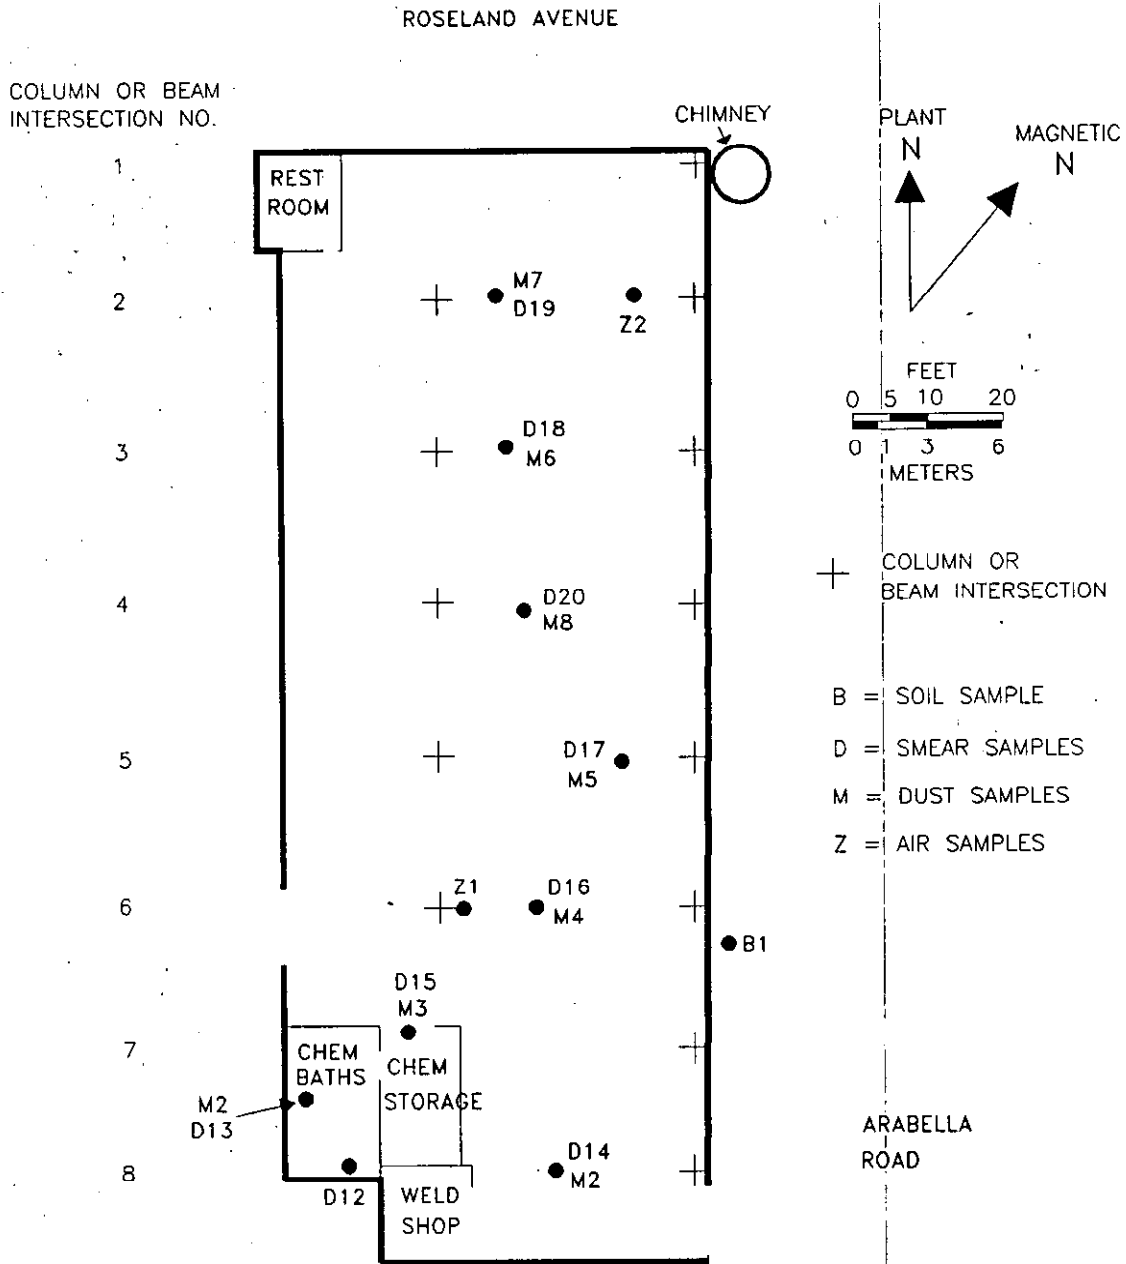 ROSELAND AVENUE
COLUMN OR BEAM
INTERSECTION NO.
CHIMNEY
PLANT
N
MAGNETIC
N
1
REST
ROOM
2
M7
D19
Z2
FEET
0 5 10 20
0 1 3 6
METERS
3
D18
M6
COLUMN OR
BEAM INTERSECTION
4
D20
M8
B = SOIL SAMPLE
D = SMEAR SAMPLES
M = DUST SAMPLES
Z = AIR SAMPLES
5
D17
M5
6
Z1
D16
M4
B1
D15
M3
7
CHEM
BATHS
CHEM
STORAGE
M2
D13
ARABELLA
ROAD
8
D12
D14
M2
WELD
SHOP